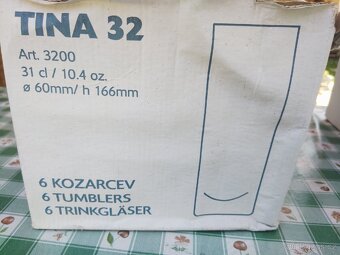 TINA 32
Art. 3200
31 cl / 10.4 oz.
ø 60mm/ h 166mm
6 KOZARCEV
6 TUMBLERS
6 TRINKGLÄSER